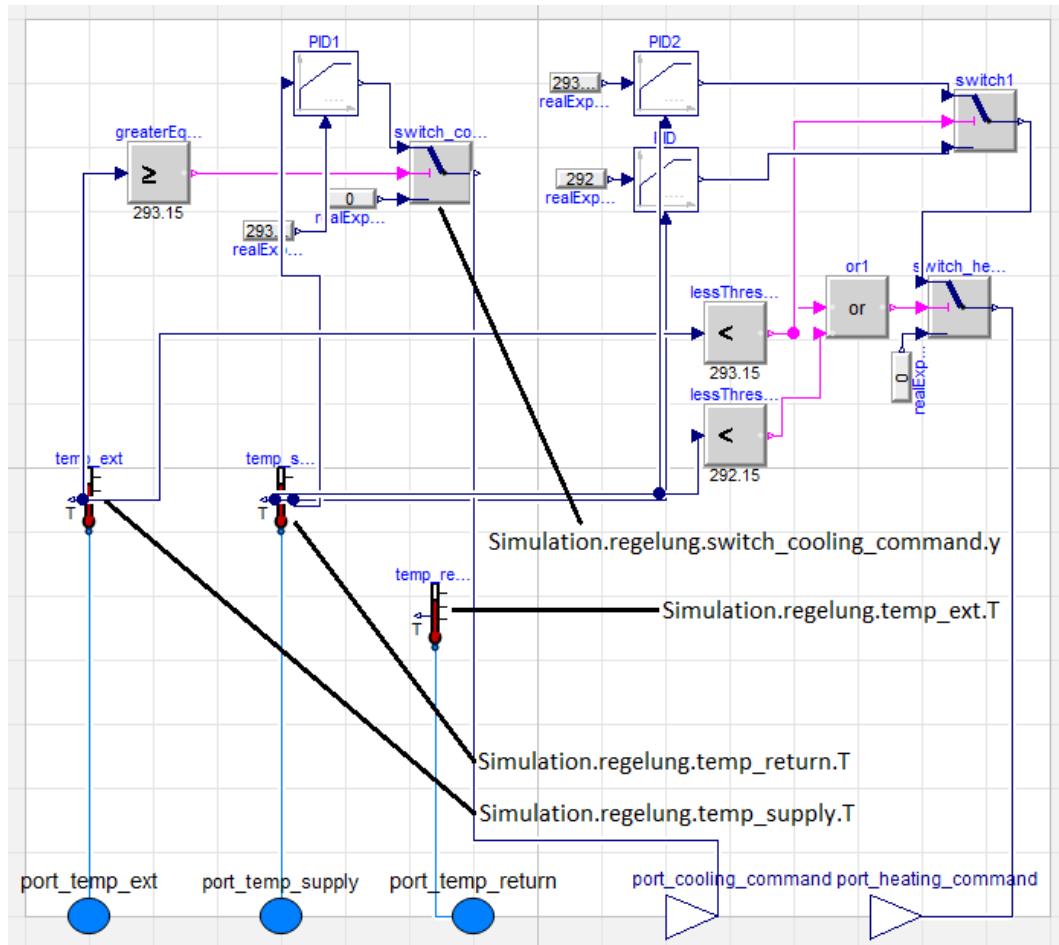 PID1
PID2
293...
realExp...
switch1
greaterEq...
switch_co...
≥
PID
0
292
293.15
realExp...
realExp...
293...
realEx...
or1
switch_he...
lessThres...
or
<
293.15
0
realExp...
lessThres...
<
292.15
temp_ext
temp_s...
T
T
Simulation.regelung.switch_cooling_command.y
temp_re...
Simulation.regelung.temp_ext.T
T
Simulation.regelung.temp_return.T
Simulation.regelung.temp_supply.T
port_temp_ext
port_temp_supply
port_temp_return
port_cooling_command
port_heating_command